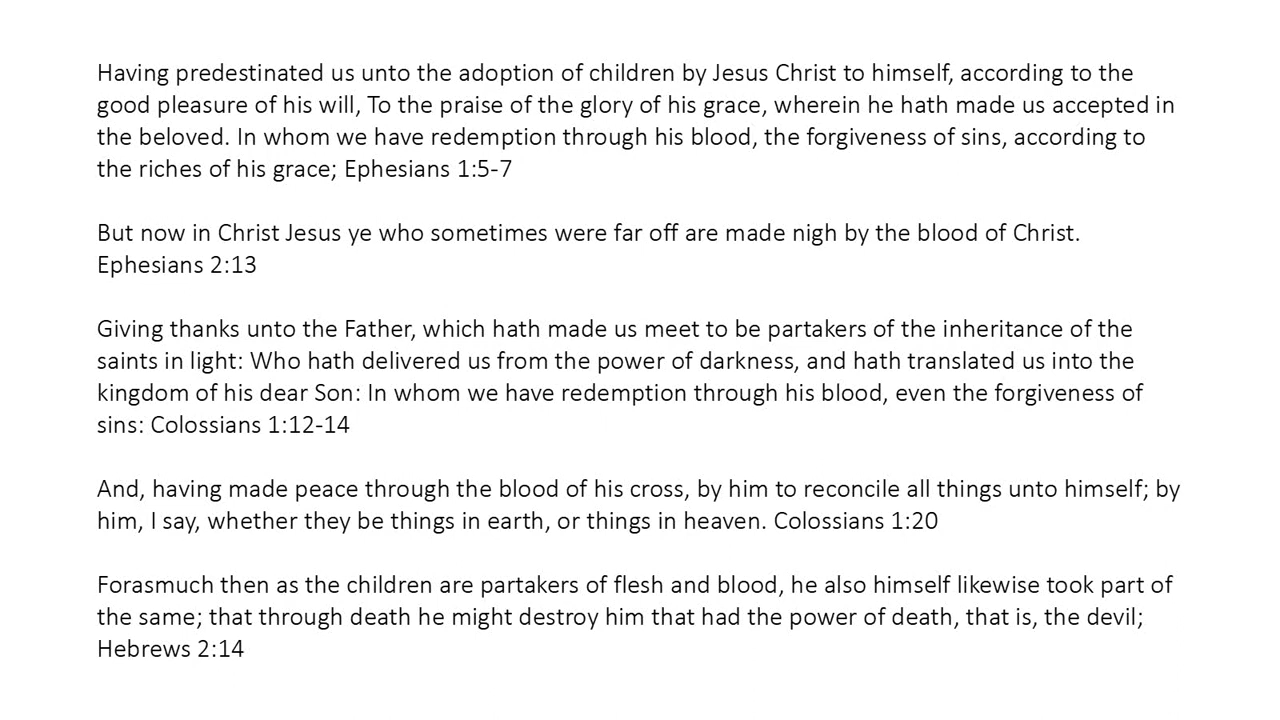 Having predestinated us unto the adoption of children by Jesus Christ to himself, according to the
good pleasure of his will, To the praise of the glory of his grace, wherein he hath made us accepted in
the beloved. In whom we have redemption through his blood, the forgiveness of sins, according to
the riches of his grace; Ephesians 1:5-7
But now in Christ Jesus ye who sometimes were far off are made nigh by the blood of Christ.
Ephesians 2:13
Giving thanks unto the Father, which hath made us meet to be partakers of the inheritance of the
saints in light: Who hath delivered us from the power of darkness, and hath translated us into the
kingdom of his dear Son: In whom we have redemption through his blood, even the forgiveness of
sins: Colossians 1:12-14
And, having made peace through the blood of his cross, by him to reconcile all things unto himself; by
him, I say, whether they be things in earth, or things in heaven. Colossians 1:20
Forasmuch then as the children are partakers of flesh and blood, he also himself likewise took part of
the same; that through death he might destroy him that had the power of death, that is, the devil;
Hebrews 2:14